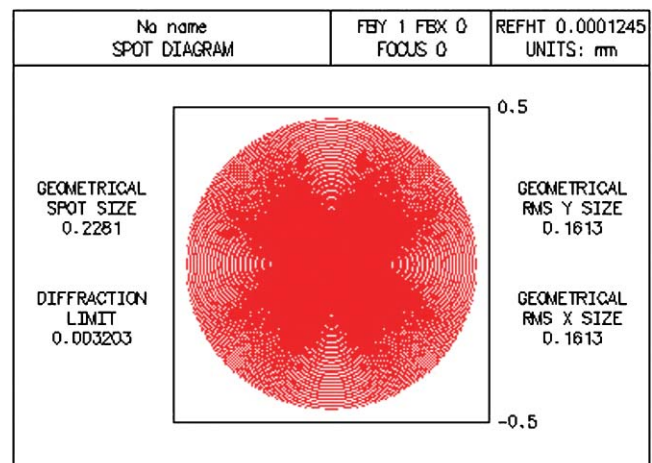 No name
SPOT DIAGRAM
FBY 1 FBX 0
FOCUS 0
REFHT 0.0001245
UNITS: mm
0.5
GEOMETRICAL
SPOT SIZE
0.2281
GEOMETRICAL
RMS Y SIZE
0.1613
DIFFRACTION
LIMIT
0.003203
GEOMETRICAL
RMS X SIZE
0.1613
-0.5